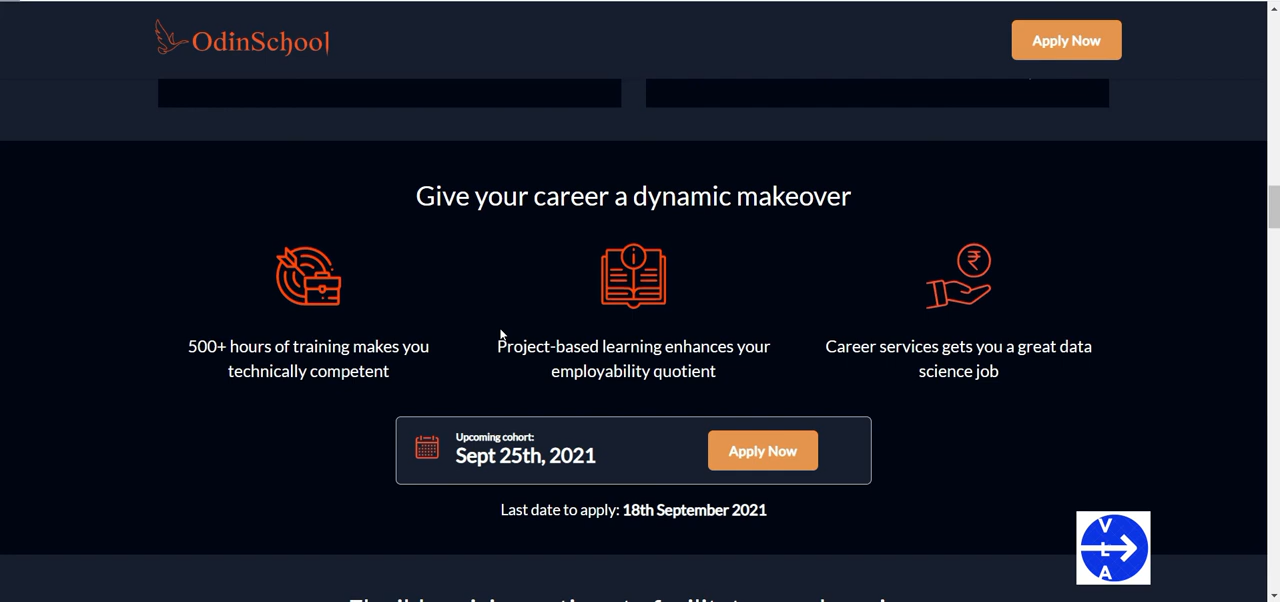 OdinSchool
Apply Now
Give your career a dynamic makeover
500+ hours of training makes you
technically competent
Project-based learning enhances your
employability quotient
Career services gets you a great data
science job
Upcoming cohort:
Sept 25th, 2021
Apply Now
Last date to apply: 18th September 2021
V
L
A